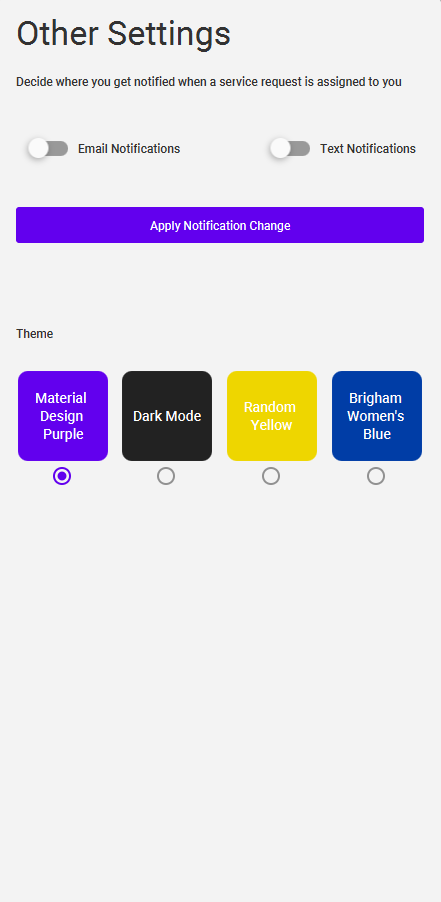 Other Settings
Decide where you get notified when a service request is assigned to you
Email Notifications
Text Notifications
Apply Notification Change
Theme
Material
Design
Purple
Dark Mode
Random
Yellow
Brigham
Women's
Blue